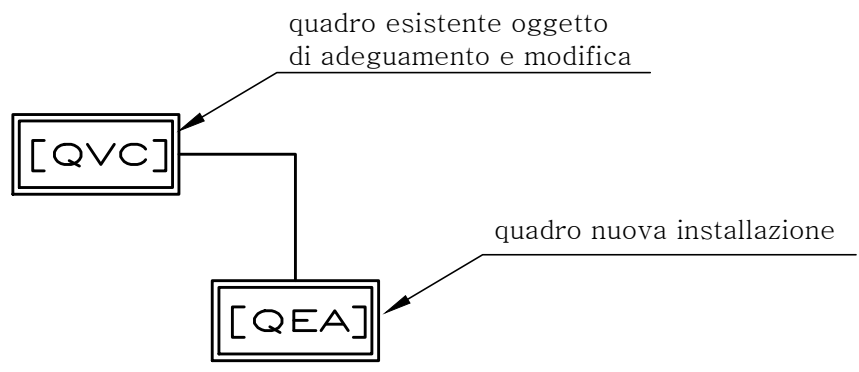 quadro esistente oggetto
di adeguamento e modifica
[QVC]
quadro nuova installazione
[QEA]